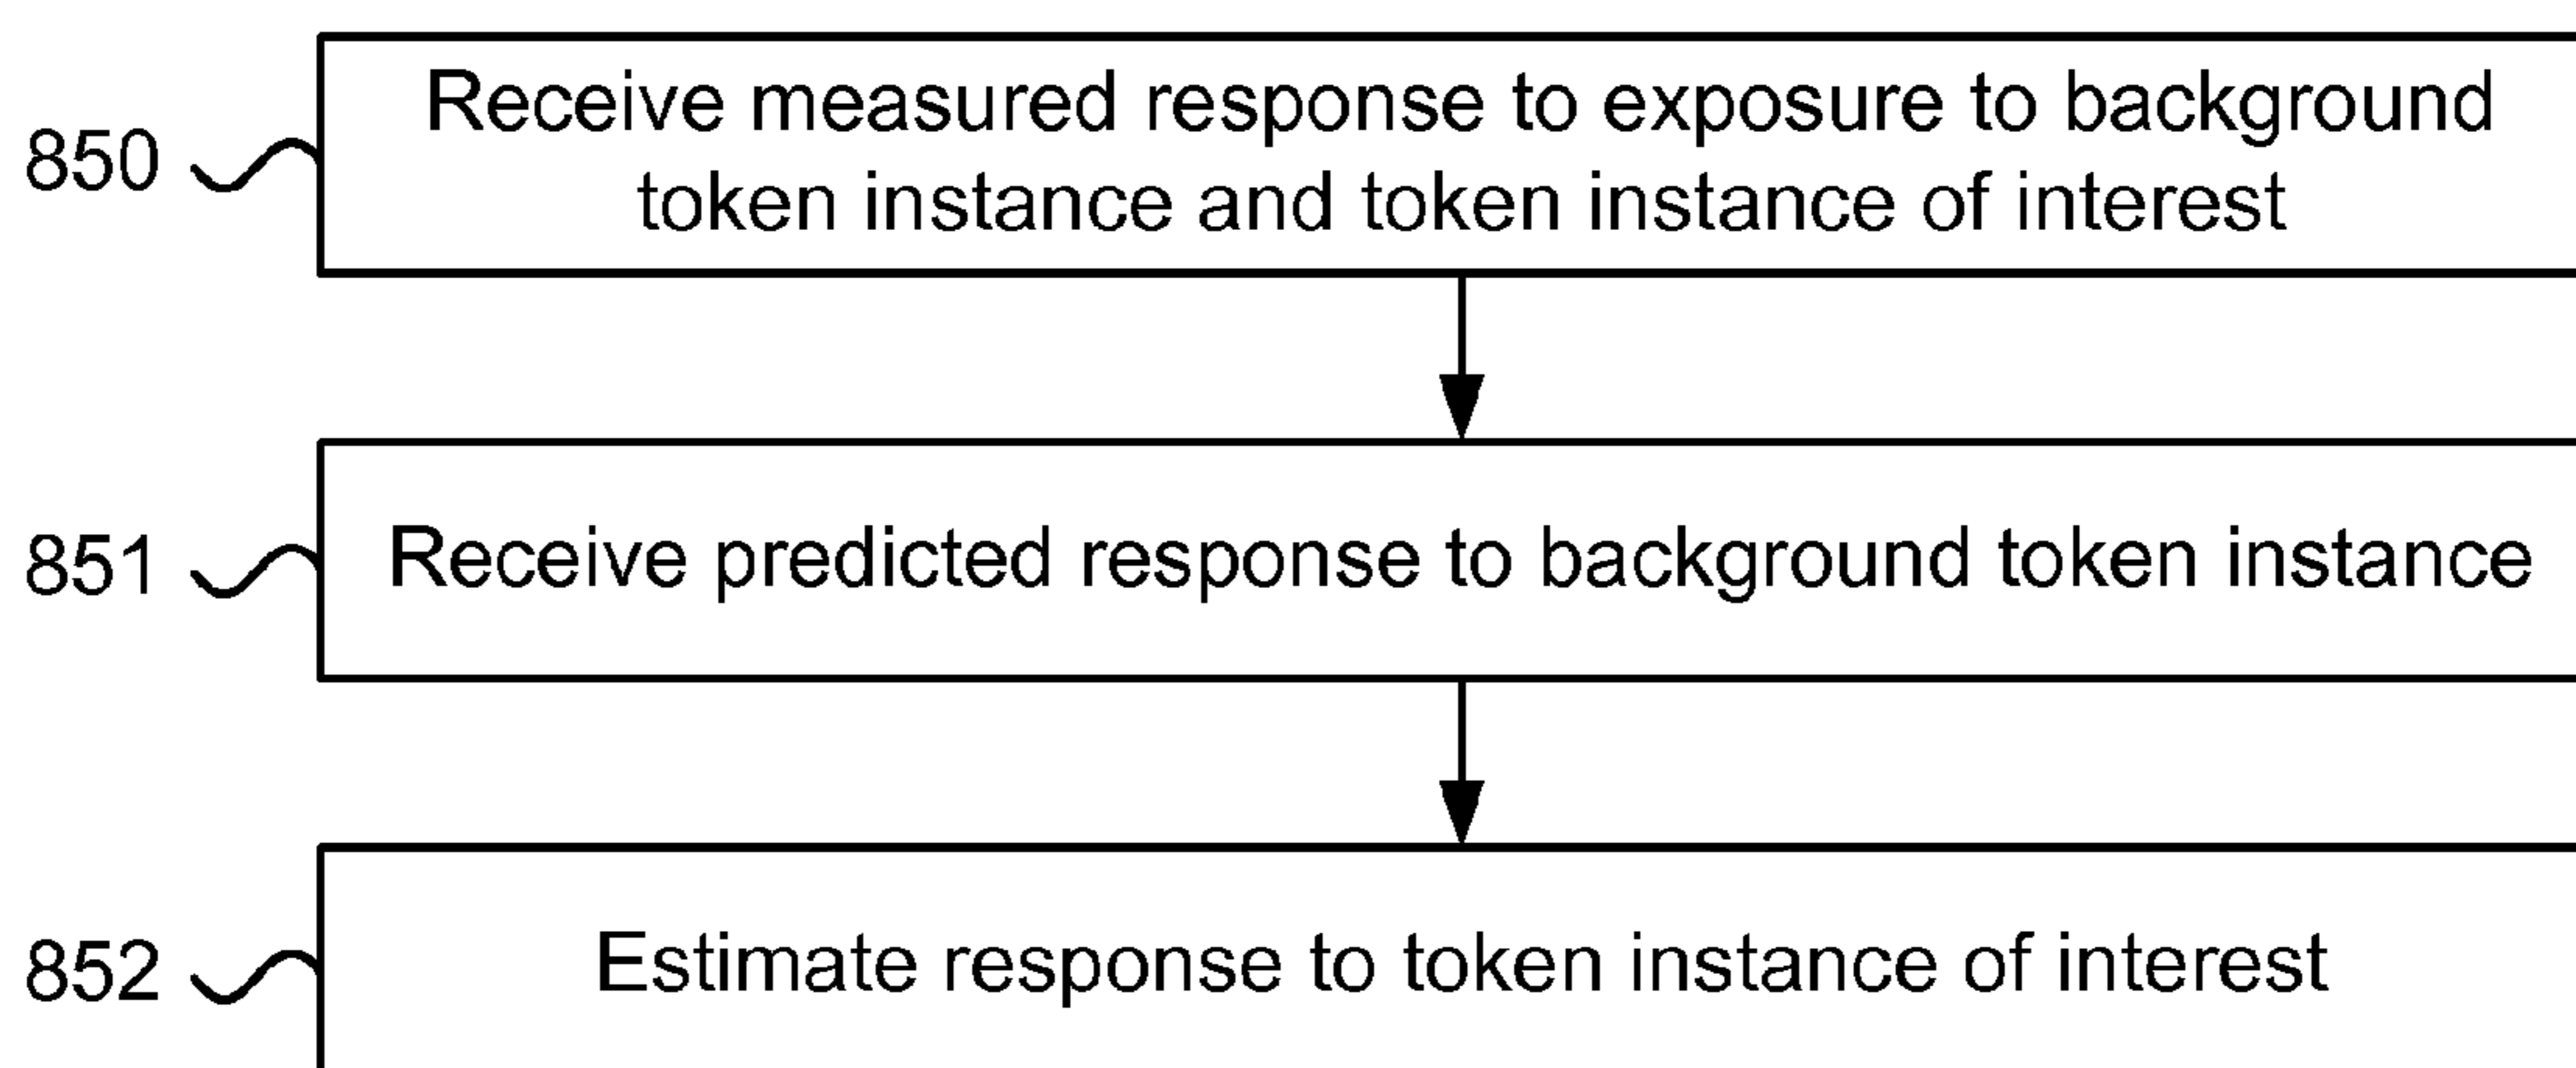 850
Receive measured response to exposure to background
token instance and token instance of interest
851
Receive predicted response to background token instance
852
Estimate response to token instance of interest